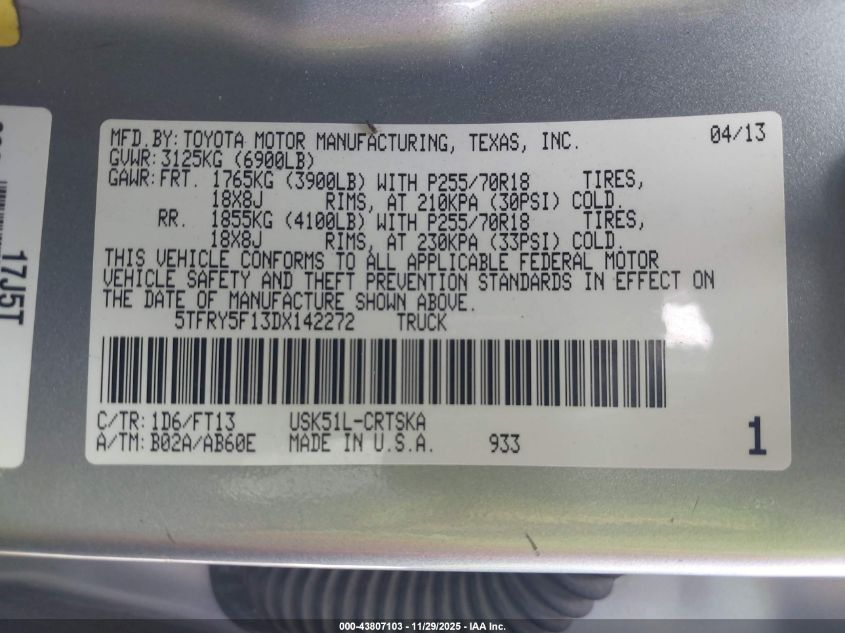 MFD.BY: TOYOTA MOTOR MANUFACTURING, TEXAS, INC. 04/13
GVWR: 3125KG (6900LB)
GAWR: FRT. 1765KG (3900LB) WITH P255/70R18 TIRES,
18X8J RIMS, AT 210KPA (30PSI) COLD.
RR. 1855KG (4100LB) WITH P255/70R18 TIRES,
18X8J RIMS, AT 230KPA (33PSI) COLD.
THIS VEHICLE CONFORMS TO ALL APPLICABLE FEDERAL MOTOR
VEHICLE SAFETY AND THEFT PREVENTION STANDARDS IN EFFECT ON
THE DATE OF MANUFACTURE SHOWN ABOVE.
5TFRY5F13DX142272 TRUCK
C/TR: 1D6/FT13 USK51L-CRTSKA
A/TM: B02A/AB60E MADE IN U.S.A. 933 1
17J5T
000-43807103 - 11/29/2025 - IAA Inc.